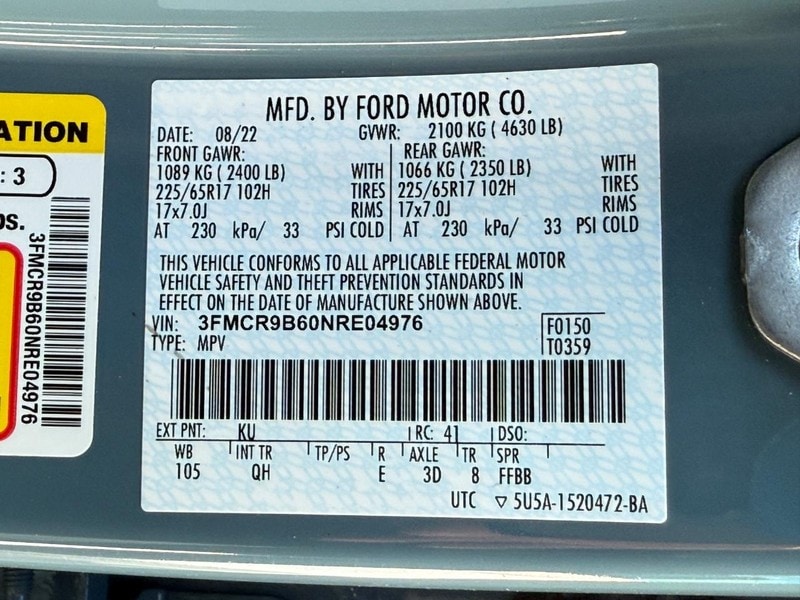 ATION
: 3
os.
3FMCR9B60NRE04976
MFD. BY FORD MOTOR CO.
DATE: 08/22 GVWR: 2100 KG ( 4630 LB)
FRONT GAWR: REAR GAWR:
1089 KG ( 2400 LB) WITH 1066 KG ( 2350 LB) WITH
225/65R17 102H TIRES 225/65R17 102H TIRES
17x7.0J RIMS 17x7.0J RIMS
AT 230 kPa/ 33 PSI COLD AT 230 kPa/ 33 PSI COLD
THIS VEHICLE CONFORMS TO ALL APPLICABLE FEDERAL MOTOR
VEHICLE SAFETY AND THEFT PREVENTION STANDARDS IN
EFFECT ON THE DATE OF MANUFACTURE SHOWN ABOVE.
VIN: 3FMCR9B60NRE04976 F0150
TYPE: MPV T0359
EXT PNT: KU RC: 41 DSO:
WB INT TR TP/PS R AXLE TR SPR
105 QH E 3D 8 FFBB
UTC ▽ 5U5A-1520472-BA